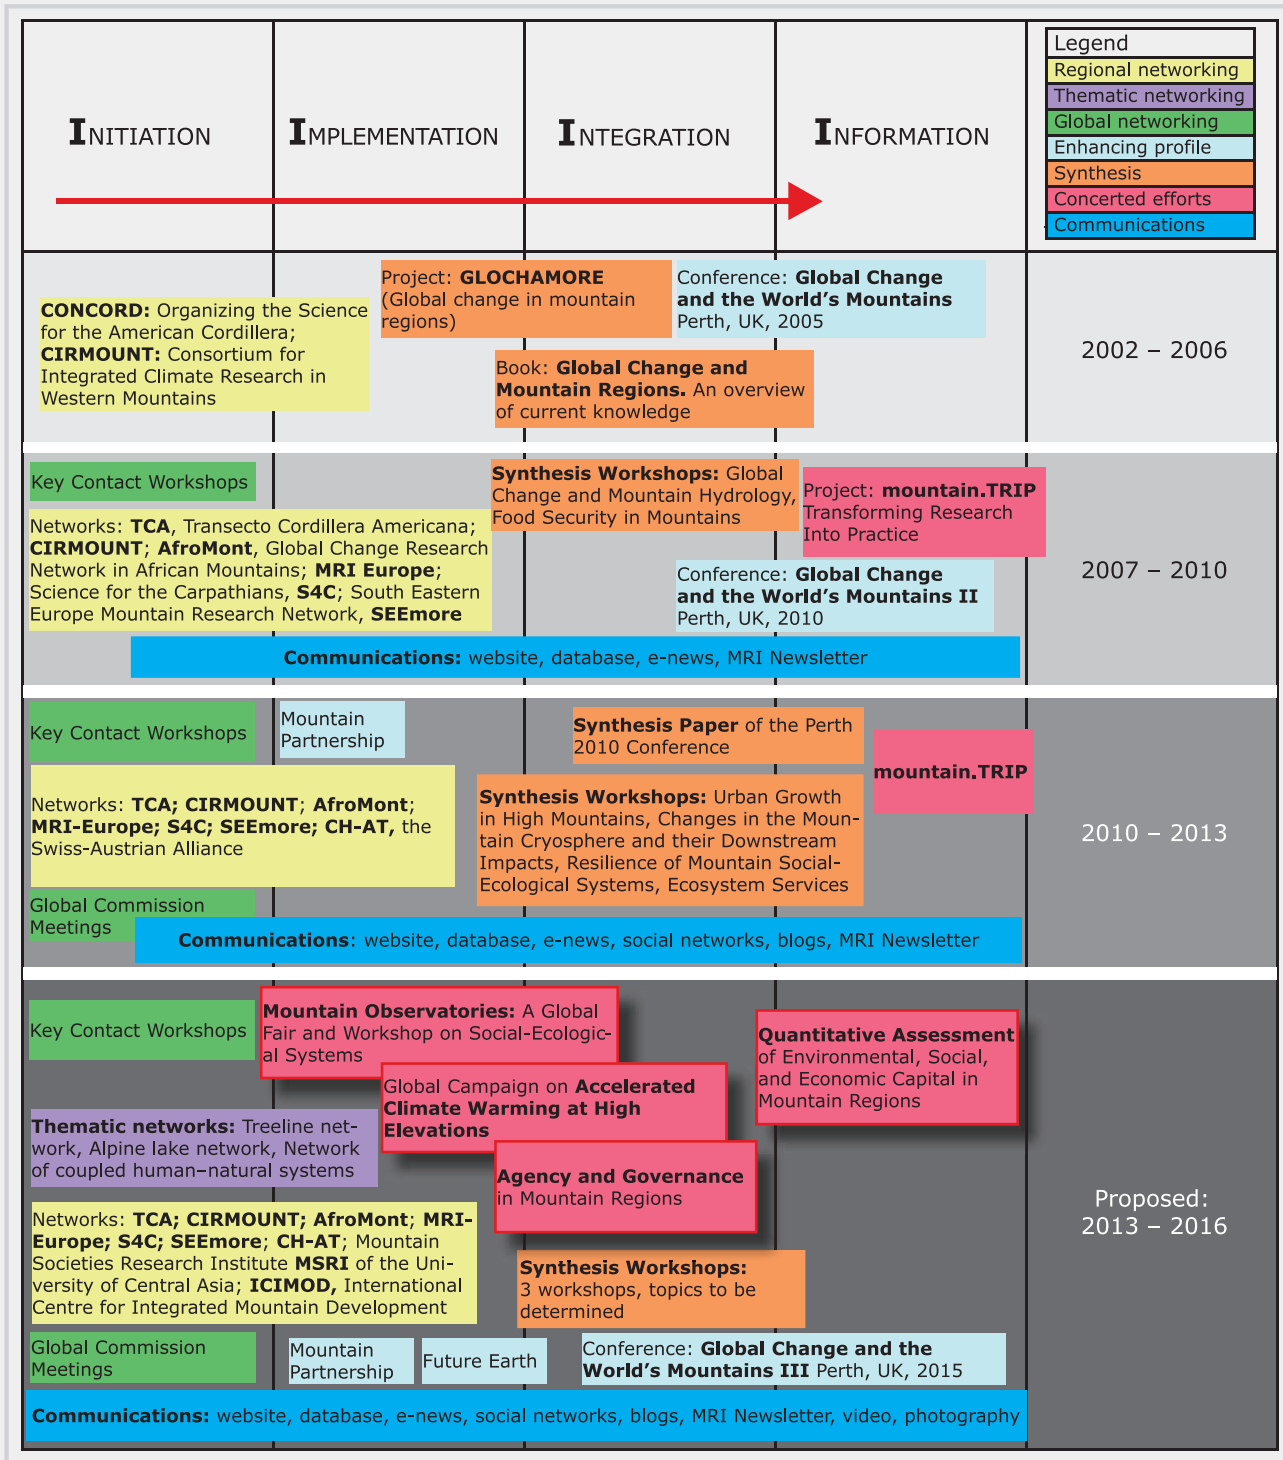 INITIATION
IMPLEMENTATION
INTEGRATION
INFORMATION
Legend
Regional networking
Thematic networking
Global networking
Enhancing profile
Synthesis
Concerted efforts
Communications
CONCORD: Organizing the Science
for the American Cordillera;
CIRMOUNT: Consortium for
Integrated Climate Research in
Western Mountains
Project: GLOCHAMORE
(Global change in mountain
regions)
Conference: Global Change
and the World's Mountains
Perth, UK, 2005
Book: Global Change and
Mountain Regions. An overview
of current knowledge
2002 – 2006
Key Contact Workshops
Networks: TCA, Transecto Cordillera Americana;
CIRMOUNT; AfroMont, Global Change Research
Network in African Mountains; MRI Europe;
Science for the Carpathians, S4C; South Eastern
Europe Mountain Research Network, SEEmore
Synthesis Workshops: Global
Change and Mountain Hydrology,
Food Security in Mountains
Project: mountain.TRIP
Transforming Research
Into Practice
Conference: Global Change
and the World's Mountains II
Perth, UK, 2010
Communications: website, database, e-news, MRI Newsletter
2007 – 2010
Key Contact Workshops
Mountain
Partnership
Networks: TCA; CIRMOUNT; AfroMont;
MRI-Europe; S4C; SEEmore; CH-AT, the
Swiss-Austrian Alliance
Synthesis Paper of the Perth
2010 Conference
Synthesis Workshops: Urban Growth
in High Mountains, Changes in the Moun-
tain Cryosphere and their Downstream
Impacts, Resilience of Mountain Social-
Ecological Systems, Ecosystem Services
mountain.TRIP
Global Commission
Meetings
Communications: website, database, e-news, social networks, blogs, MRI Newsletter
2010 – 2013
Key Contact Workshops
Mountain Observatories: A Global
Fair and Workshop on Social-Ecologic-
al Systems
Global Campaign on Accelerated
Climate Warming at High
Elevations
Agency and Governance
in Mountain Regions
Quantitative Assessment
of Environmental, Social,
and Economic Capital in
Mountain Regions
Thematic networks: Treeline net-
work, Alpine lake network, Network
of coupled human–natural systems
Networks: TCA; CIRMOUNT; AfroMont; MRI-
Europe; S4C; SEEmore; CH-AT; Mountain
Societies Research Institute MSRI of the Uni-
versity of Central Asia; ICIMOD, International
Centre for Integrated Mountain Development
Synthesis Workshops:
3 workshops, topics to be
determined
Global Commission
Meetings
Mountain
Partnership
Future Earth
Conference: Global Change and the
World's Mountains III Perth, UK, 2015
Communications: website, database, e-news, social networks, blogs, MRI Newsletter, video, photography
Proposed:
2013 – 2016